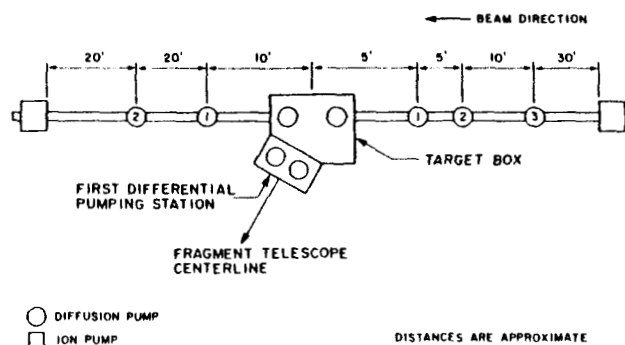 BEAM DIRECTION
20' 20' 10' 5' 5' 10' 30'
2 1 1 2 3
TARGET BOX
FIRST DIFFERENTIAL
PUMPING STATION
FRAGMENT TELESCOPE
CENTERLINE
DIFFUSION PUMP
ION PUMP
DISTANCES ARE APPROXIMATE